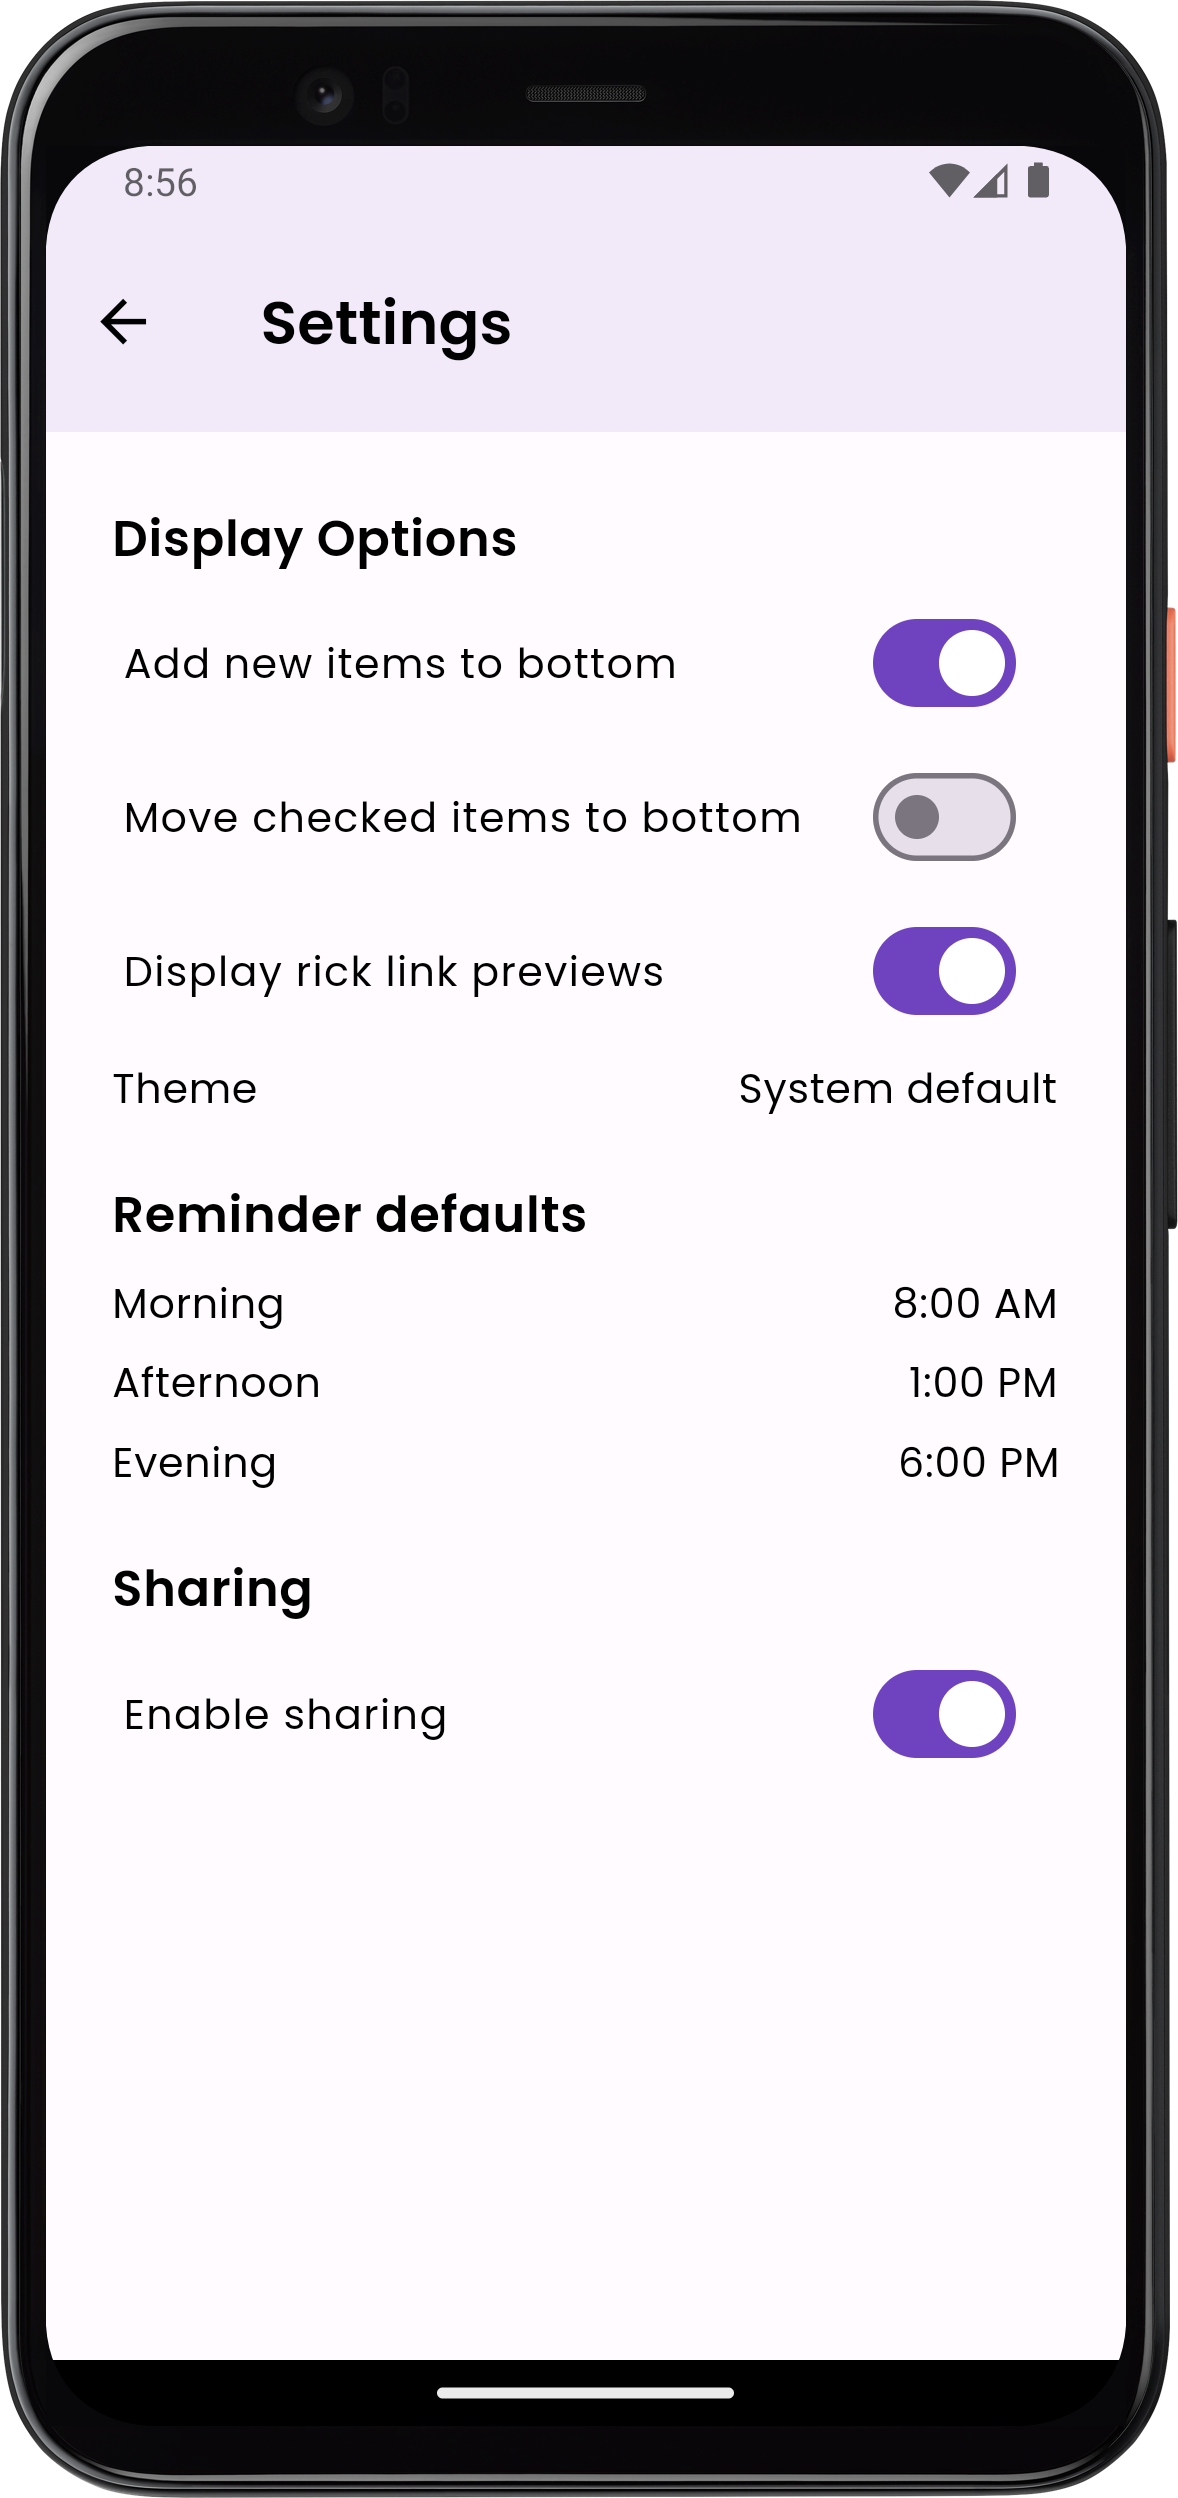 8:56
Settings
Display Options
Add new items to bottom
Move checked items to bottom
Display rick link previews
Theme System default
Reminder defaults
Morning 8:00 AM
Afternoon 1:00 PM
Evening 6:00 PM
Sharing
Enable sharing